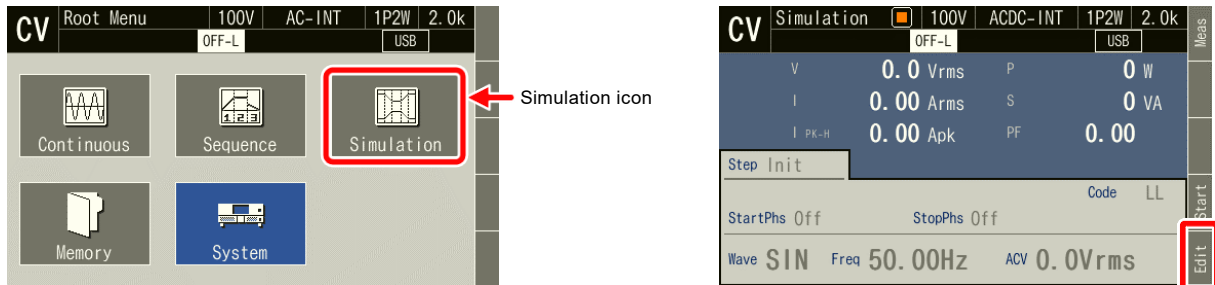 CV Root Menu 100V AC-INT 1P2W 2.0k
OFF-L USB
Simulation icon
1 2 3
Continuous Sequence Simulation
Memory System
CV Simulation 100V ACDC-INT 1P2W 2.0k Meas
OFF-L USB
V 0.0 Vrms P 0 W
I 0.00 Arms S 0 VA
I PK-H 0.00 Apk PF 0.00
Step Init
Code LL
StartPhs Off StopPhs Off Start
Wave SIN Freq 50.00Hz ACV 0.0Vrms Edit